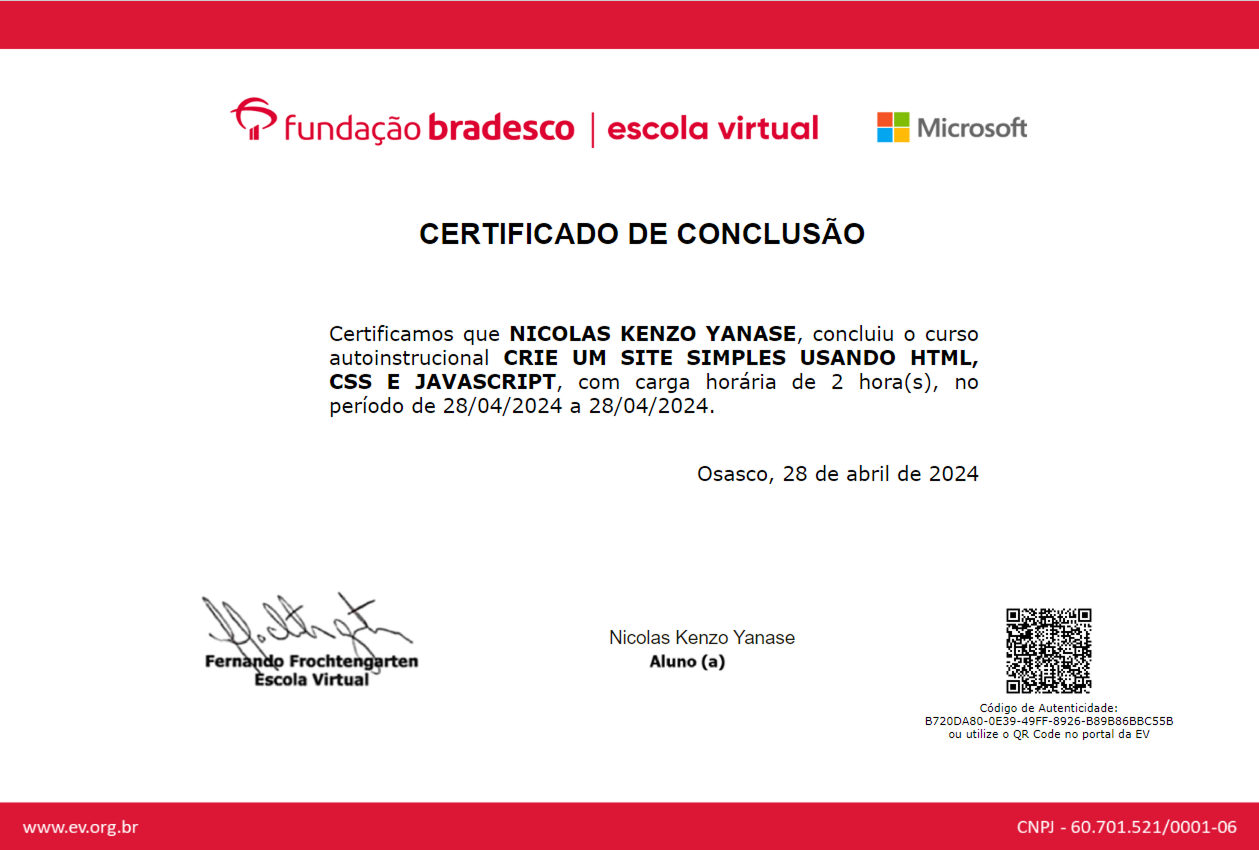 fundação bradesco | escola virtual Microsoft
CERTIFICADO DE CONCLUSÃO
Certificamos que NICOLAS KENZO YANASE, concluiu o curso
autoinstrucional CRIE UM SITE SIMPLES USANDO HTML,
CSS E JAVASCRIPT, com carga horária de 2 hora(s), no
período de 28/04/2024 a 28/04/2024.
Osasco, 28 de abril de 2024
Fernando Frochtengarten
Escola Virtual
Nicolas Kenzo Yanase
Aluno (a)
Código de Autenticidade:
B720DA80-0E39-49FF-8926-B89B86BBC55B
ou utilize o QR Code no portal da EV
www.ev.org.br
CNPJ - 60.701.521/0001-06